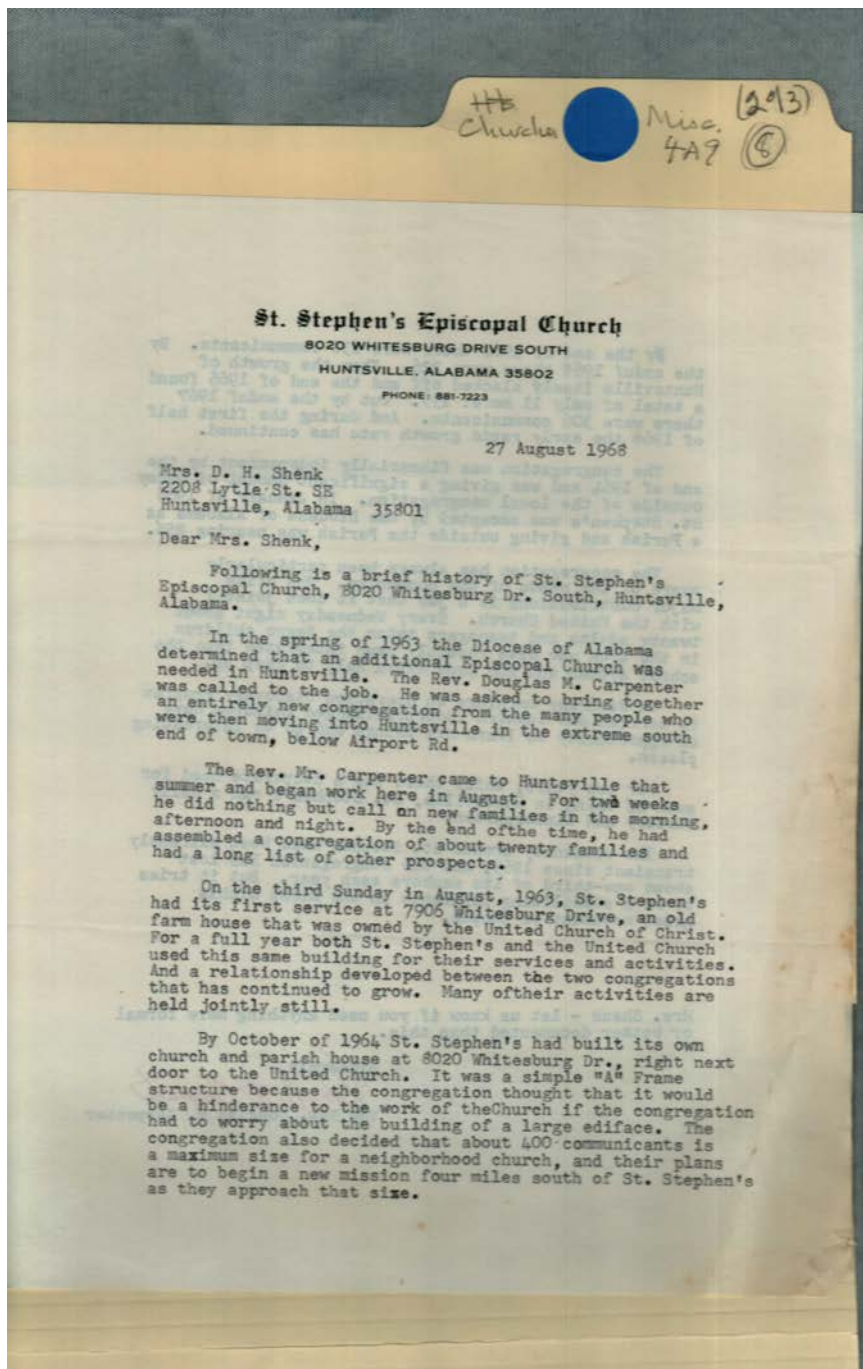 Churches
Misc.
4A9
(293)
8
St. Stephen's Episcopal Church
8020 WHITESBURG DRIVE SOUTH
HUNTSVILLE, ALABAMA 35802
PHONE: 881-7223
27 August 1968
Mrs. D. H. Shenk
2208 Lytle St. SE
Huntsville, Alabama 35801
Dear Mrs. Shenk,
Following is a brief history of St. Stephen's
Episcopal Church, 8020 Whitesburg Dr. South, Huntsville,
Alabama.
In the spring of 1963 the Diocese of Alabama
determined that an additional Episcopal Church was
needed in Huntsville. The Rev. Douglas M. Carpenter
was called to the job. He was asked to bring together
an entirely new congregation from the many people who
were then moving into Huntsville in the extreme south
end of town, below Airport Rd.
The Rev. Mr. Carpenter came to Huntsville that
summer and began work here in August. For two weeks
he did nothing but call on new families in the morning,
afternoon and night. By the end ofthe time, he had
assembled a congregation of about twenty families and
had a long list of other prospects.
On the third Sunday in August, 1963, St. Stephen's
had its first service at 7906 Whitesburg Drive, an old
farm house that was owned by the United Church of Christ.
For a full year both St. Stephen's and the United Church
used this same building for their services and activities.
And a relationship developed between the two congregations
that has continued to grow. Many oftheir activities are
held jointly still.
By October of 1964 St. Stephen's had built its own
church and parish house at 8020 Whitesburg Dr., right next
door to the United Church. It was a simple "A" Frame
structure because the congregation thought that it would
be a hinderance to the work of theChurch if the congregation
had to worry about the building of a large ediface. The
congregation also decided that about 400 communicants is
a maximum size for a neighborhood church, and their plans
are to begin a new mission four miles south of St. Stephen's
as they approach that size.